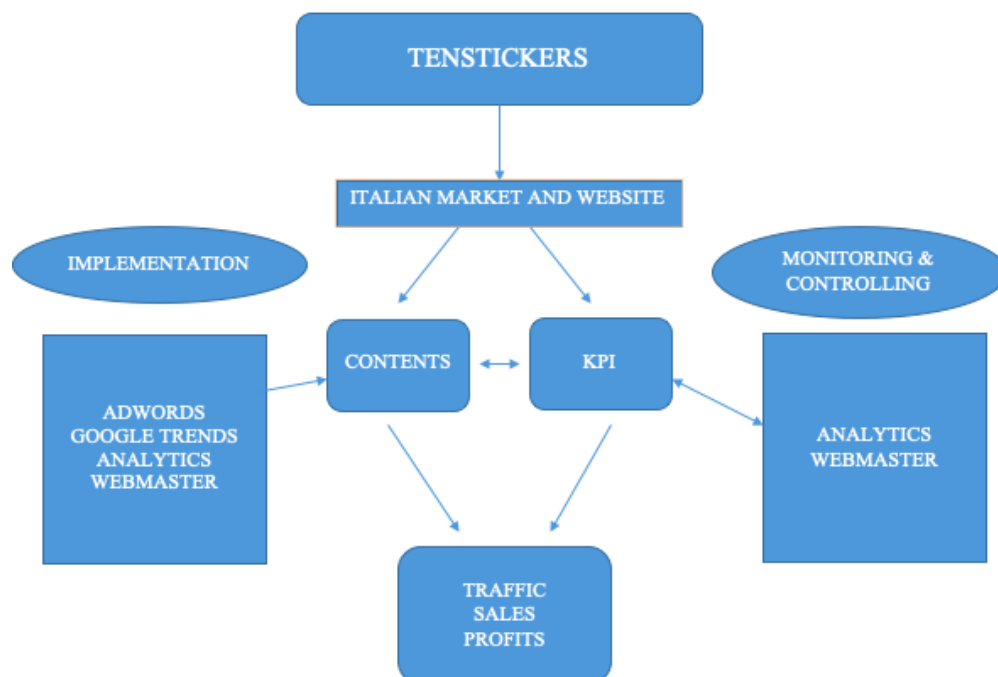 TENSTICKERS
ITALIAN MARKET AND WEBSITE
IMPLEMENTATION
MONITORING &
CONTROLLING
CONTENTS
KPI
ADWORDS
GOOGLE TRENDS
ANALYTICS
WEBMASTER
ANALYTICS
WEBMASTER
TRAFFIC
SALES
PROFITS